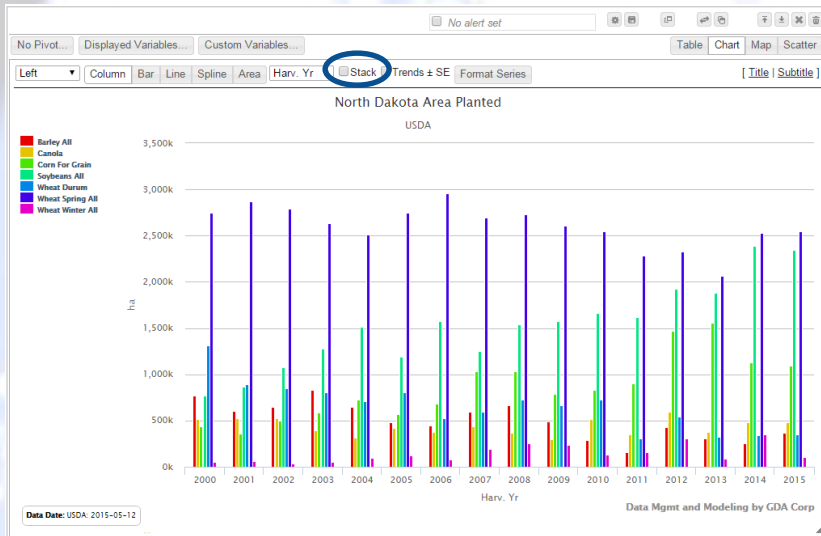 No alert set
No Pivot... Displayed Variables... Custom Variables... Table Chart Map Scatter
Left Column Bar Line Spline Area Harv. Yr Stack Trends ± SE Format Series [ Title | Subtitle ]
North Dakota Area Planted
USDA
Barley All
Canola
Corn For Grain
Soybeans All
Wheat Durum
Wheat Spring All
Wheat Winter All
3,500k
3,000k
2,500k
2,000k
1,500k
1,000k
500k
0k
ha
2000 2001 2002 2003 2004 2005 2006 2007 2008 2009 2010 2011 2012 2013 2014 2015
Harv. Yr
Data Mgmt and Modeling by GDA Corp
Data Date: USDA: 2015-05-12